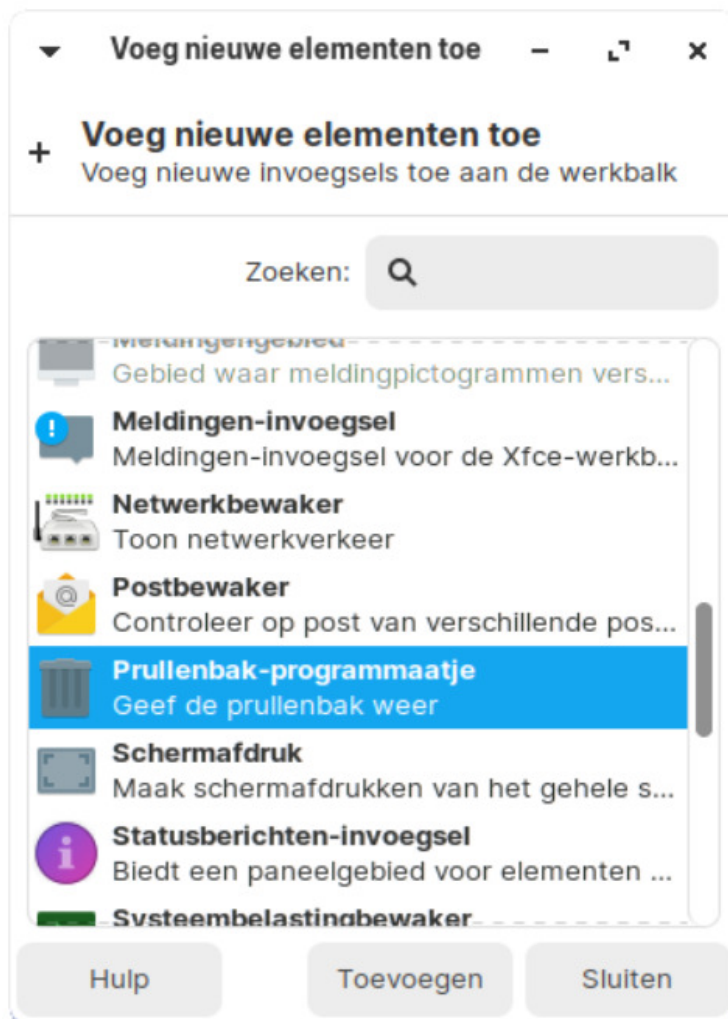 Voeg nieuwe elementen toe
Voeg nieuwe elementen toe
Voeg nieuwe invoegsels toe aan de werkbalk
Zoeken:
Meldingengebied
Gebied waar meldingpictogrammen vers...
Meldingen-invoegsel
Meldingen-invoegsel voor de Xfce-werkb...
Netwerkbewaker
Toon netwerkverkeer
Postbewaker
Controleer op post van verschillende pos...
Prullenbak-programmaatje
Geef de prullenbak weer
Schermafdruk
Maak schermafdrukken van het gehele s...
Statusberichten-invoegsel
Biedt een paneelgebied voor elementen ...
Systeembelastingbewaker
Hulp
Toevoegen
Sluiten